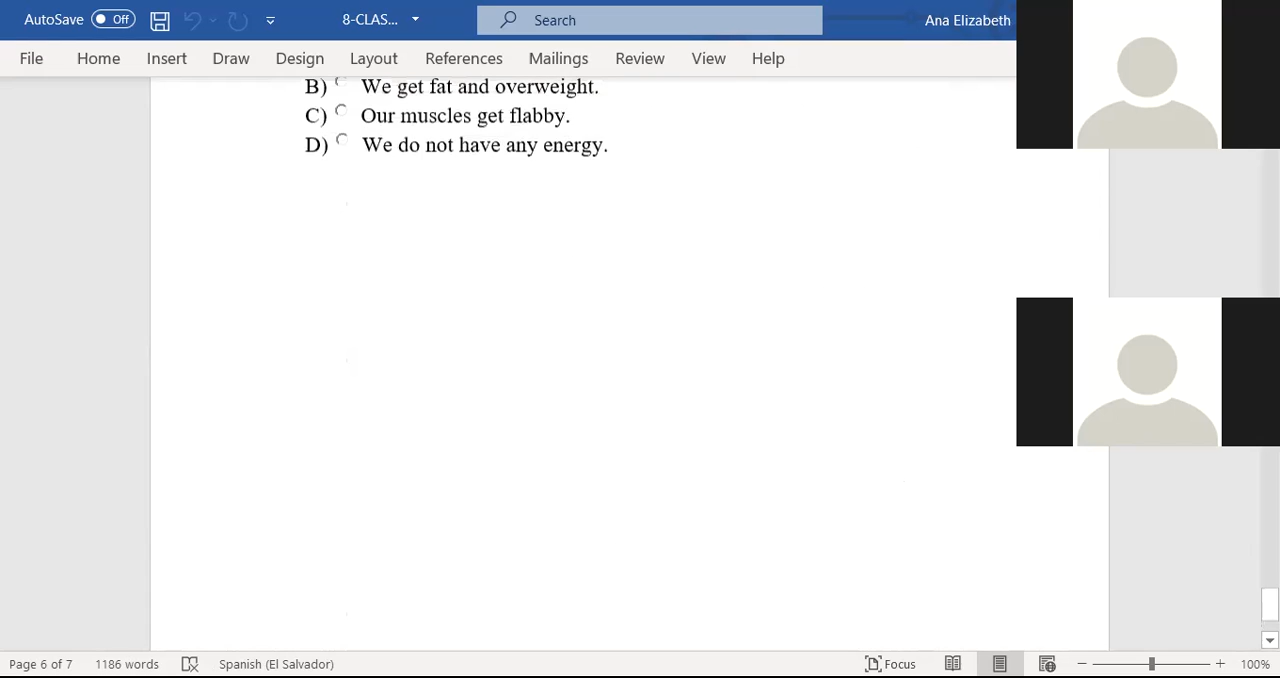 AutoSave Off 8-CLAS... Search Ana Elizabeth
File Home Insert Draw Design Layout References Mailings Review View Help
B) We get fat and overweight.
C) Our muscles get flabby.
D) We do not have any energy.
Page 6 of 7 1186 words Spanish (El Salvador) Focus 100%